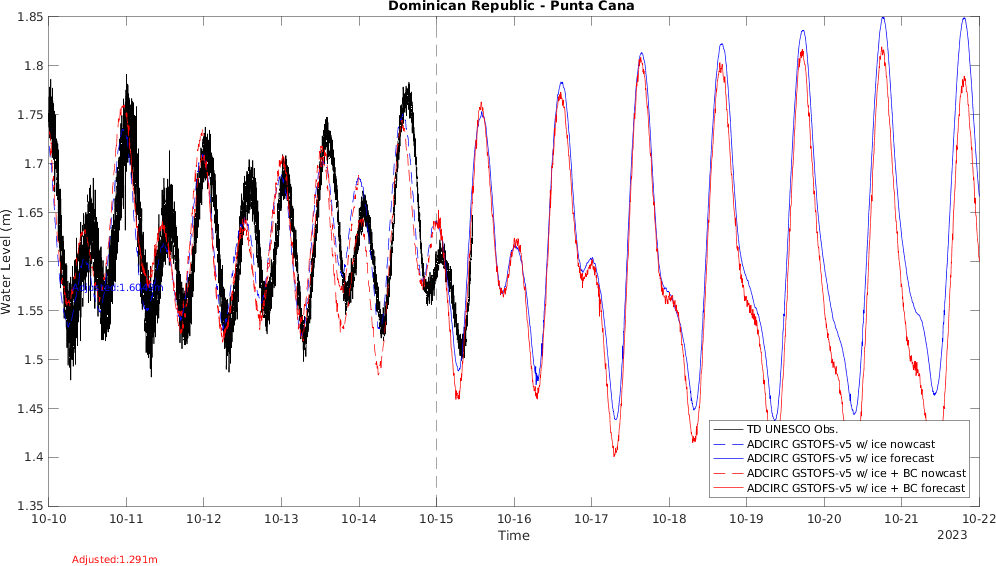 Dominican Republic - Punta Cana
1.85
1.8
1.75
1.7
1.65
1.6
1.55
1.5
1.45
1.4
1.35
Water Level (m)
TD UNESCO Obs.
ADCIRC GSTOFS-v5 w/ ice nowcast
ADCIRC GSTOFS-v5 w/ ice forecast
ADCIRC GSTOFS-v5 w/ ice + BC nowcast
ADCIRC GSTOFS-v5 w/ ice + BC forecast
10-10 10-11 10-12 10-13 10-14 10-15 10-16 10-17 10-18 10-19 10-20 10-21 10-22
Time
2023
Adjusted:1.291m